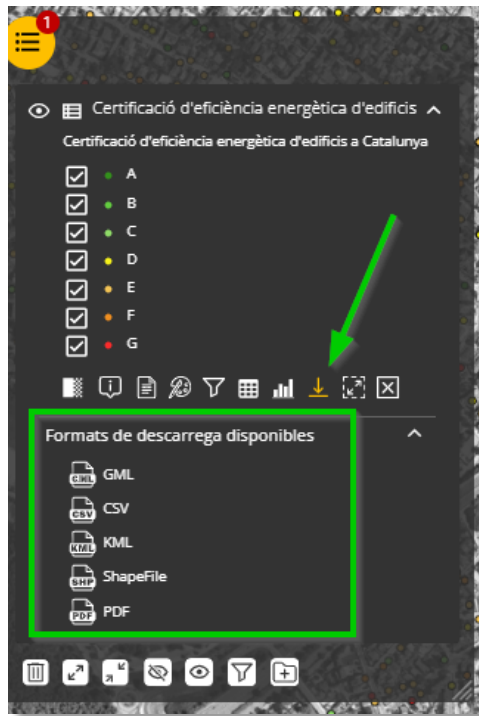 1
Certificació d'eficiència energètica d'edificis
Certificació d'eficiència energètica d'edificis a Catalunya
A
B
C
D
E
F
G
Formats de descarrega disponibles
GML
CSV
CSV
KML
KML
SHP
ShapeFile
PDF
PDF